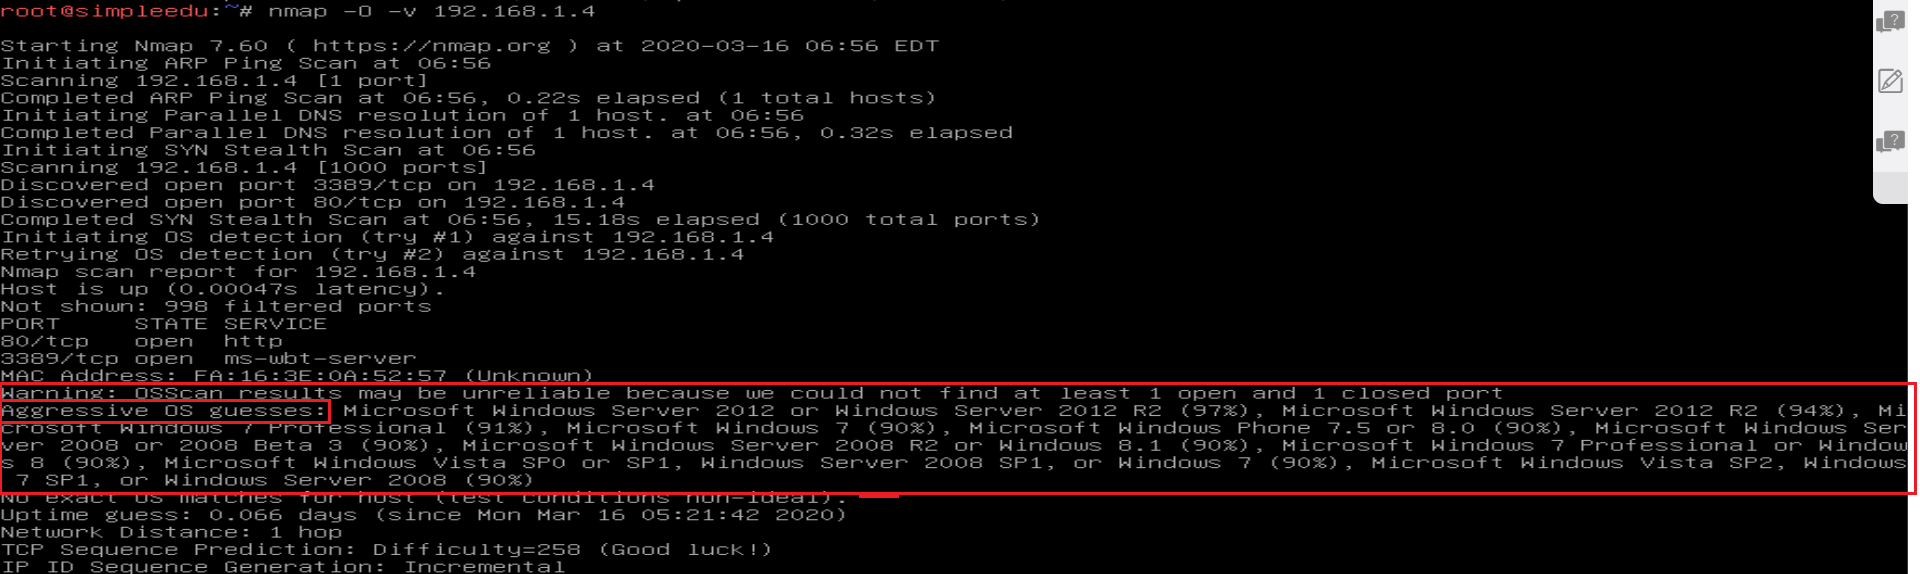 root@simpleedu:~# nmap -O -v 192.168.1.4
Starting Nmap 7.60 ( https://nmap.org ) at 2020-03-16 06:56 EDT
Initiating ARP Ping Scan at 06:56
Scanning 192.168.1.4 [1 port]
Completed ARP Ping Scan at 06:56, 0.22s elapsed (1 total hosts)
Initiating Parallel DNS resolution of 1 host. at 06:56
Completed Parallel DNS resolution of 1 host. at 06:56, 0.32s elapsed
Initiating SYN Stealth Scan at 06:56
Scanning 192.168.1.4 [1000 ports]
Discovered open port 3389/tcp on 192.168.1.4
Discovered open port 80/tcp on 192.168.1.4
Completed SYN Stealth Scan at 06:56, 15.18s elapsed (1000 total ports)
Initiating OS detection (try #1) against 192.168.1.4
Retrying OS detection (try #2) against 192.168.1.4
Nmap scan report for 192.168.1.4
Host is up (0.00047s latency).
Not shown: 998 filtered ports
PORT     STATE SERVICE
80/tcp   open  http
3389/tcp open  ms-wbt-server
MAC Address: FA:16:3E:0A:52:57 (Unknown)
Warning: OSScan results may be unreliable because we could not find at least 1 open and 1 closed port
Aggressive OS guesses: Microsoft Windows Server 2012 or Windows Server 2012 R2 (97%), Microsoft Windows Server 2012 R2 (94%), Mi
crosoft Windows 7 Professional (91%), Microsoft Windows 7 (90%), Microsoft Windows Phone 7.5 or 8.0 (90%), Microsoft Windows Ser
ver 2008 or 2008 Beta 3 (90%), Microsoft Windows Server 2008 R2 or Windows 8.1 (90%), Microsoft Windows 7 Professional or Window
s 8 (90%), Microsoft Windows Vista SP0 or SP1, Windows Server 2008 SP1, or Windows 7 (90%), Microsoft Windows Vista SP2, Windows
 7 SP1, or Windows Server 2008 (90%)
No exact OS matches for host (test conditions non-ideal).
Uptime guess: 0.066 days (since Mon Mar 16 05:21:42 2020)
Network Distance: 1 hop
TCP Sequence Prediction: Difficulty=258 (Good luck!)
IP ID Sequence Generation: Incremental